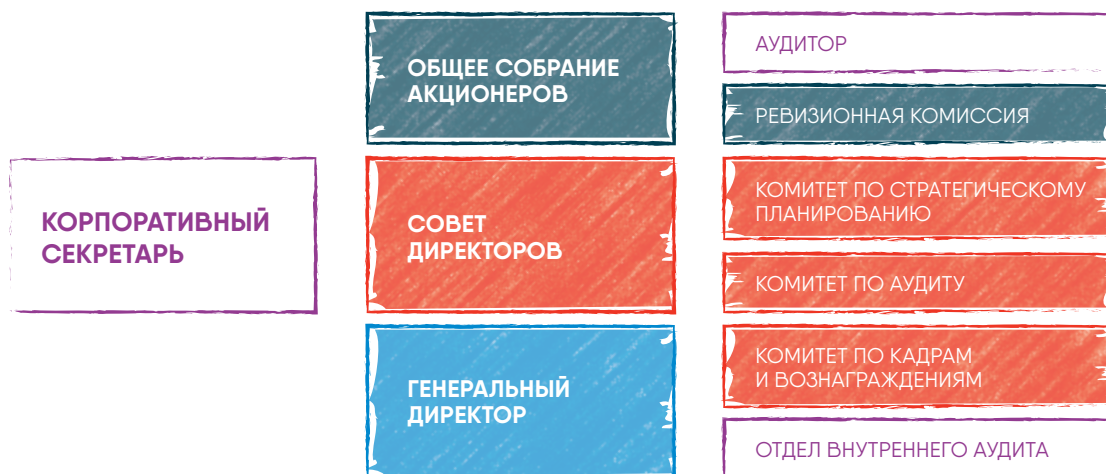 КОРПОРАТИВНЫЙ
СЕКРЕТАРЬ
ОБЩЕЕ СОБРАНИЕ
АКЦИОНЕРОВ
СОВЕТ
ДИРЕКТОРОВ
ГЕНЕРАЛЬНЫЙ
ДИРЕКТОР
АУДИТОР
РЕВИЗИОННАЯ КОМИССИЯ
КОМИТЕТ ПО СТРАТЕГИЧЕСКОМУ
ПЛАНИРОВАНИЮ
КОМИТЕТ ПО АУДИТУ
КОМИТЕТ ПО КАДРАМ
И ВОЗНАГРАЖДЕНИЯМ
ОТДЕЛ ВНУТРЕННЕГО АУДИТА